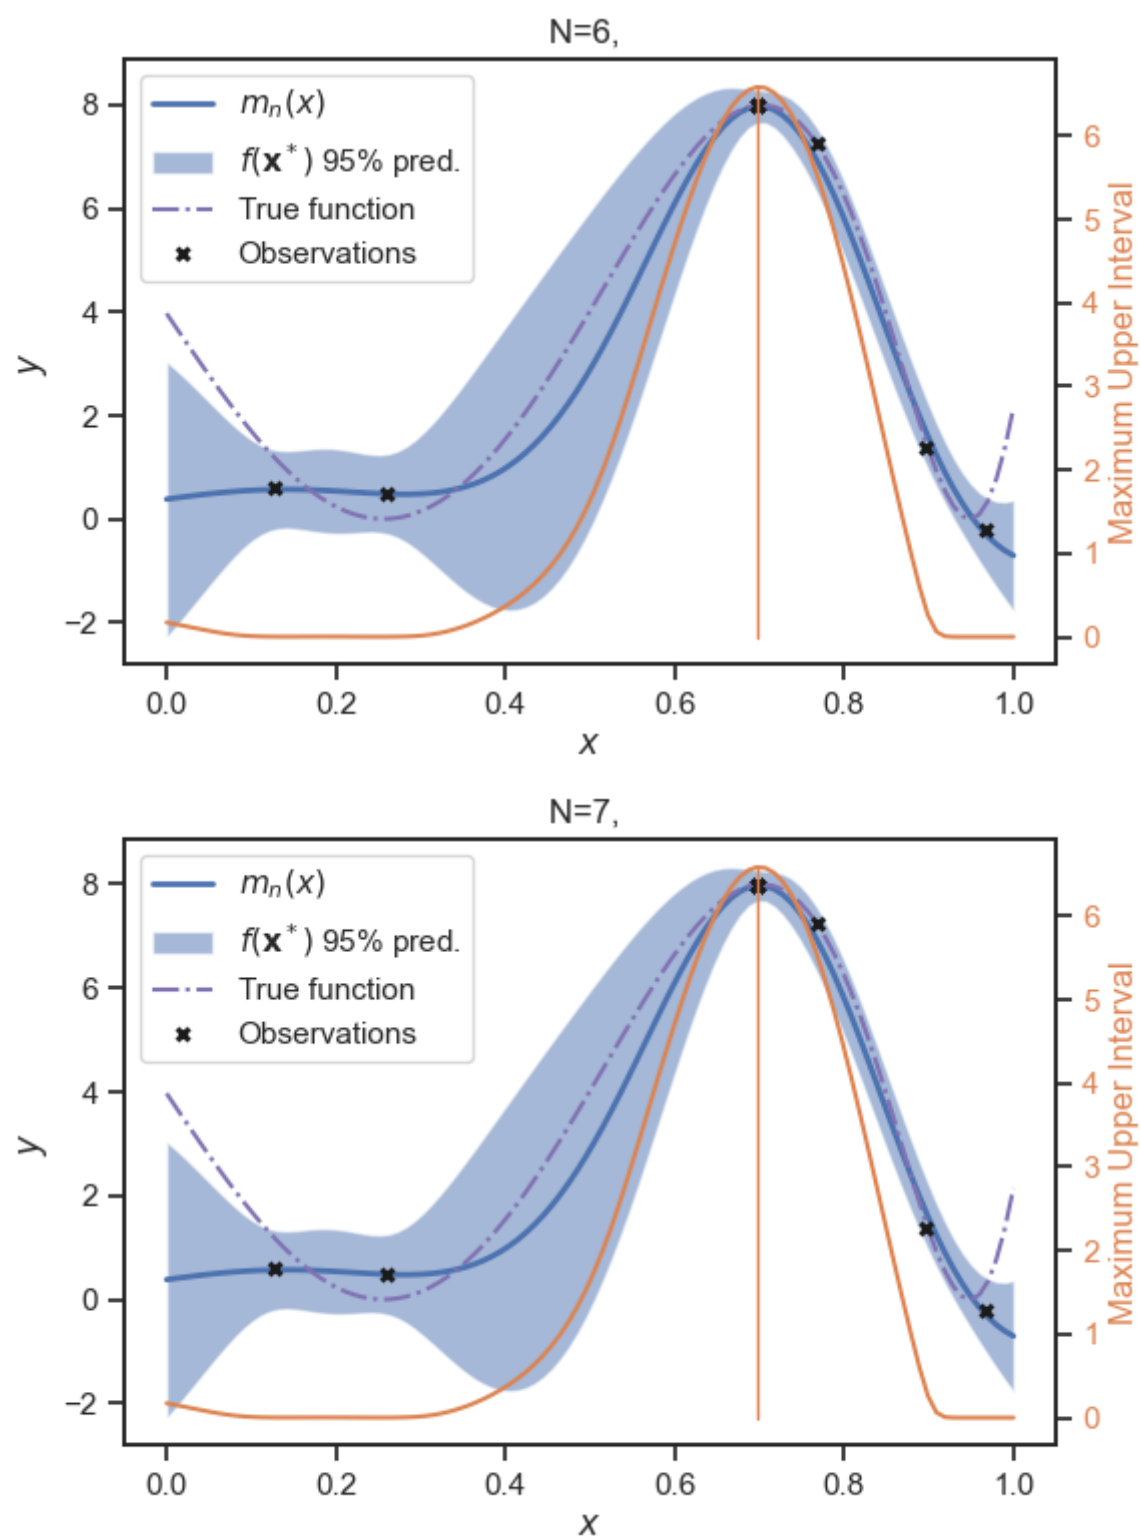 N=6,
m_n(x)
f(x*) 95% pred.
True function
Observations
8
6
4
2
0
−2
y
6
5
4
3
2
1
0
Maximum Upper Interval
0.0 0.2 0.4 0.6 0.8 1.0
x
N=7,
m_n(x)
f(x*) 95% pred.
True function
Observations
8
6
4
2
0
−2
y
6
5
4
3
2
1
0
Maximum Upper Interval
0.0 0.2 0.4 0.6 0.8 1.0
x